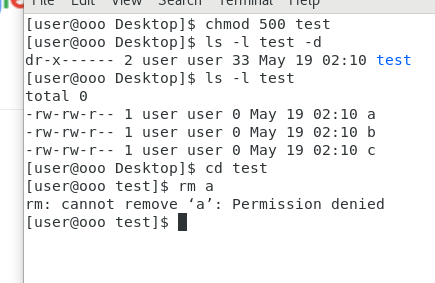 View Search Terminal Help
[user@ooo Desktop]$ chmod 500 test
[user@ooo Desktop]$ ls -l test -d
dr-x------ 2 user user 33 May 19 02:10 test
[user@ooo Desktop]$ ls -l test
total 0
-rw-rw-r-- 1 user user 0 May 19 02:10 a
-rw-rw-r-- 1 user user 0 May 19 02:10 b
-rw-rw-r-- 1 user user 0 May 19 02:10 c
[user@ooo Desktop]$ cd test
[user@ooo test]$ rm a
rm: cannot remove ‘a’: Permission denied
[user@ooo test]$